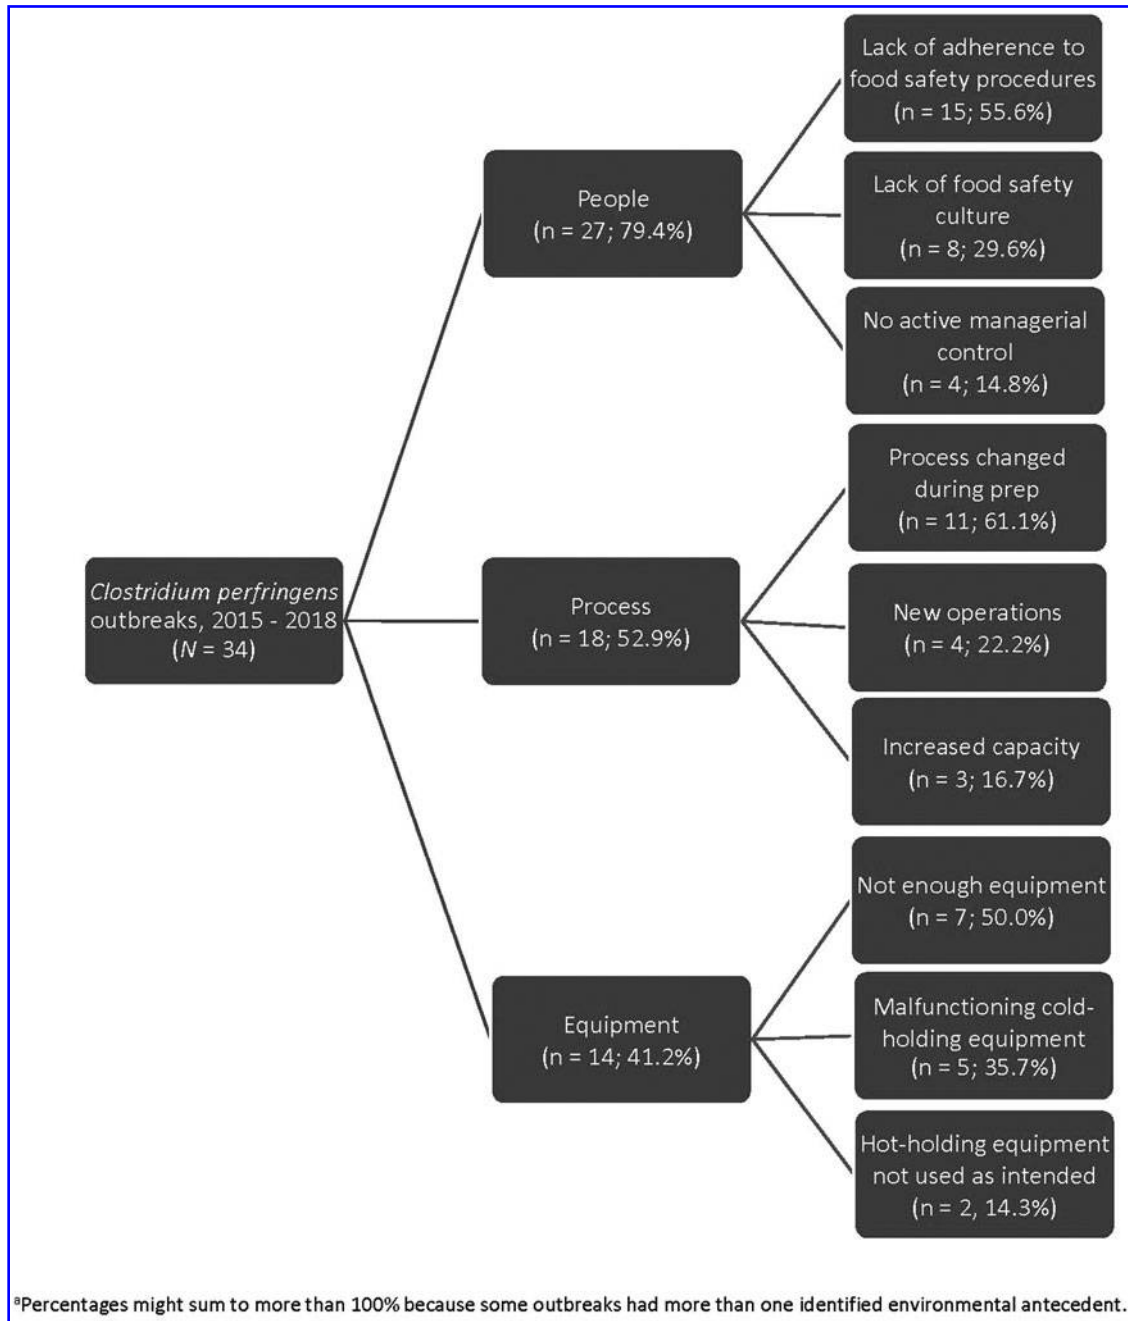 Lack of adherence to
food safety procedures
(n = 15; 55.6%)
People
(n = 27; 79.4%)
Lack of food safety
culture
(n = 8; 29.6%)
No active managerial
control
(n = 4; 14.8%)
Process changed
during prep
(n = 11; 61.1%)
Clostridium perfringens
outbreaks, 2015 - 2018
(N = 34)
Process
(n = 18; 52.9%)
New operations
(n = 4; 22.2%)
Increased capacity
(n = 3; 16.7%)
Not enough equipment
(n = 7; 50.0%)
Equipment
(n = 14; 41.2%)
Malfunctioning cold-
holding equipment
(n = 5; 35.7%)
Hot-holding equipment
not used as intended
(n = 2, 14.3%)
ᵃPercentages might sum to more than 100% because some outbreaks had more than one identified environmental antecedent.